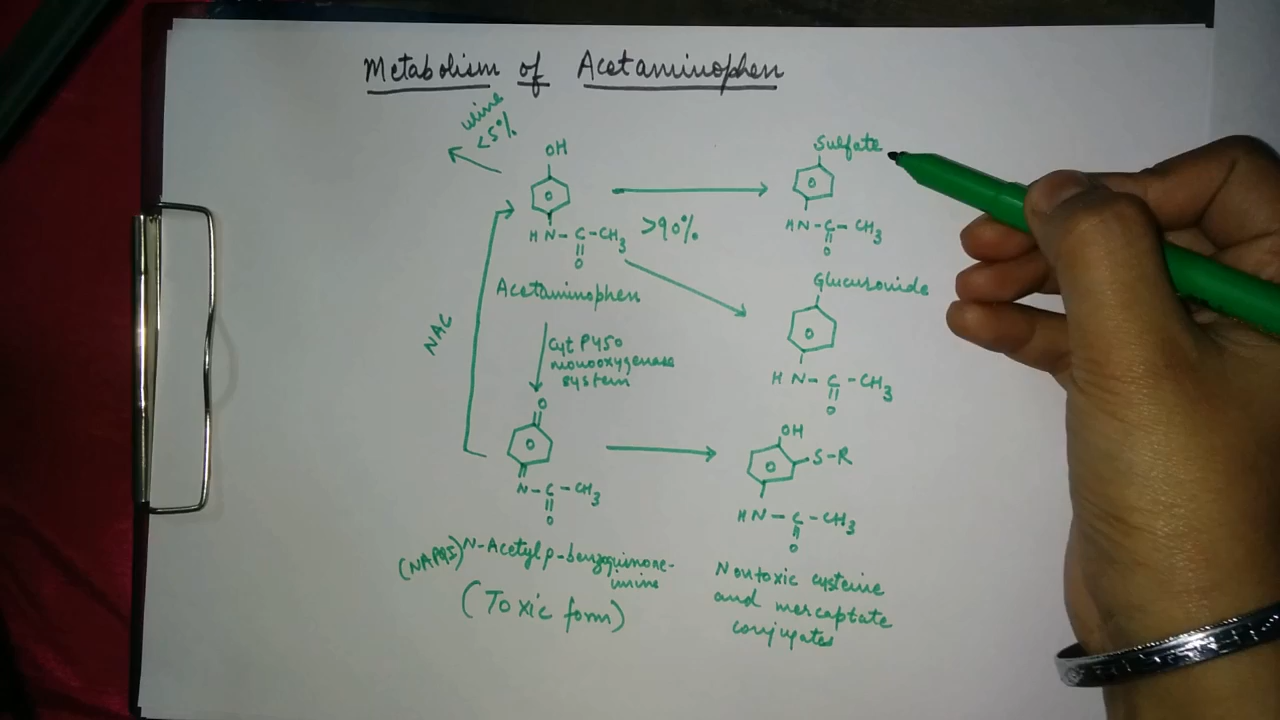 Metabolism of Acetaminophen
urine
<5%
OH
HN-C-CH3
O
Acetaminophen
>90%
Sulfate
HN-C-CH3
O
Glucuronide
HN-C-CH3
O
NAC
Cyt P450
monooxygenase
system
O
N-C-CH3
O
(NAPQI) N-Acetyl p-benzoquinone-
imine
(Toxic form)
OH
S-R
HN-C-CH3
O
Nontoxic cysteine
and mercaptate
conjugates